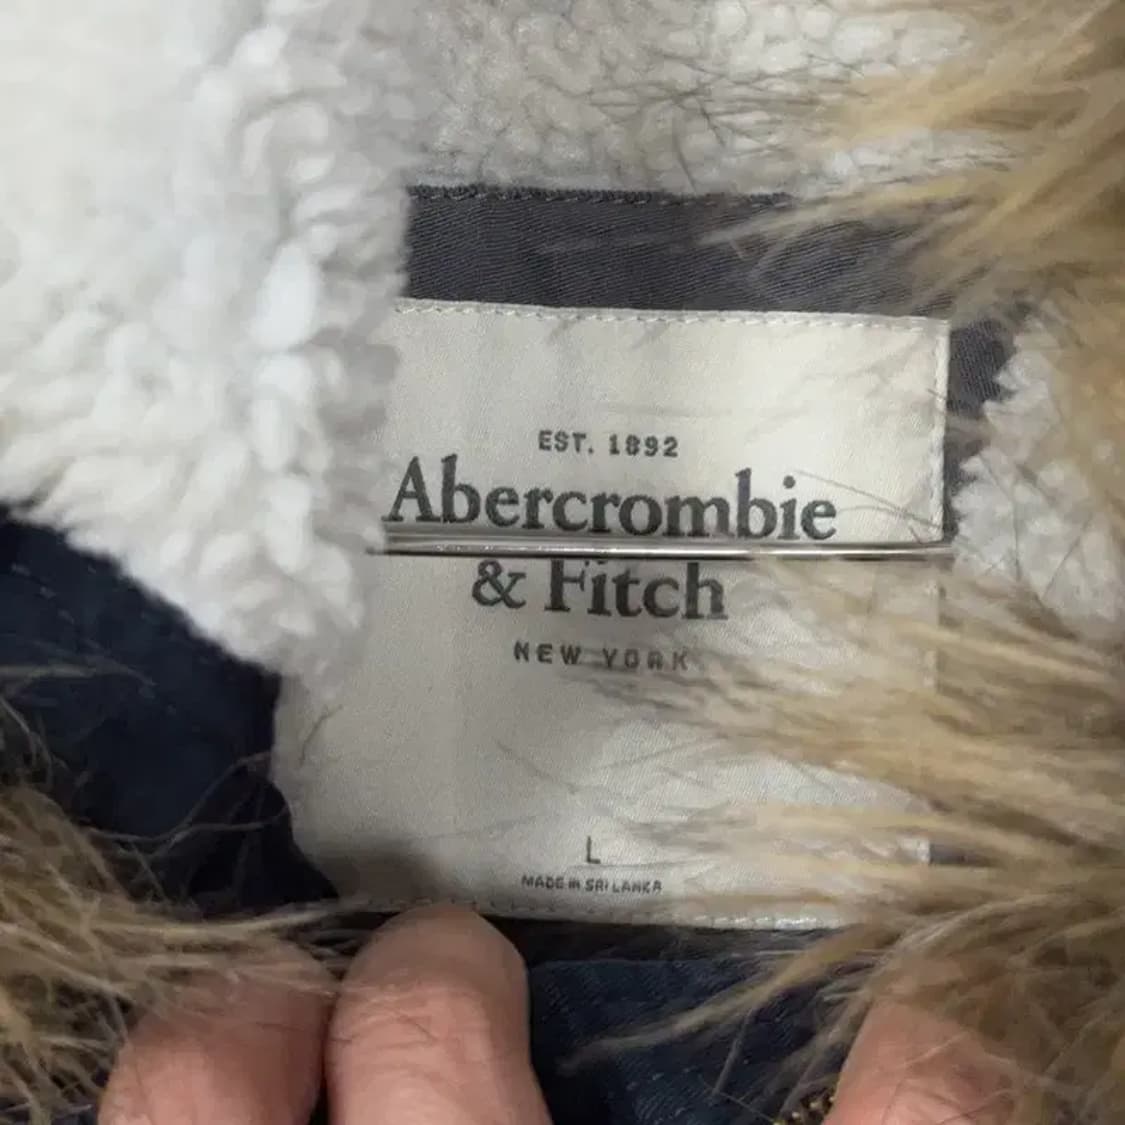 EST. 1892
Abercrombie
& Fitch
NEW YORK
L
MADE IN SRI LANKA